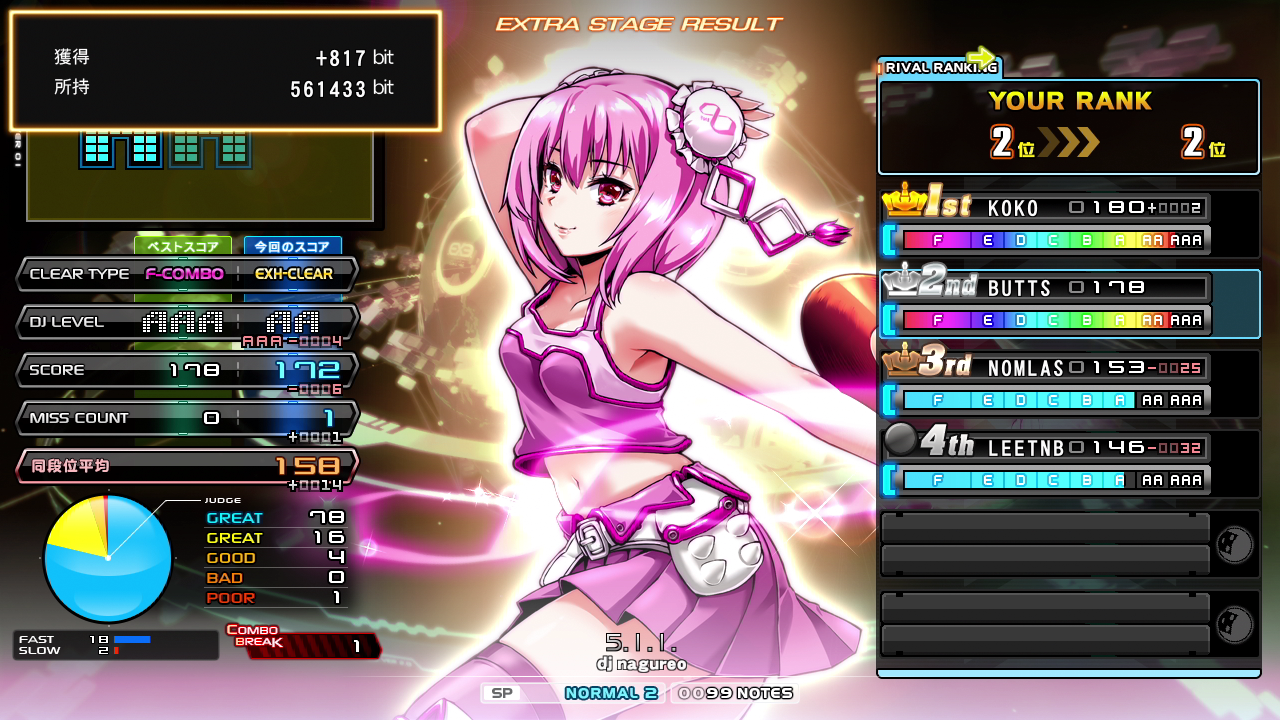 EXTRA STAGE RESULT
獲得 +817 bit
所持 561433 bit
ベストスコア 今回のスコア
CLEAR TYPE F-COMBO EXH-CLEAR
DJ LEVEL AAA AA
AAA-0004
SCORE 178 172
-0006
MISS COUNT 0 1
+0001
同段位平均 158
+0014
JUDGE
GREAT 78
GREAT 16
GOOD 4
BAD 0
POOR 1
FAST 18
SLOW 2
COMBO BREAK 1
5.1.1.
dj nagureo
SP NORMAL 2 0099 NOTES
RIVAL RANKING
YOUR RANK
2位 2位
1st KOKO 0180+0002
F E D C B A AA AAA
2nd BUTTS 0178
F E D C B A AA AAA
3rd NOMLAS 0153-0025
F E D C B A AA AAA
4th LEETNB 0146-0032
F E D C B A AA AAA